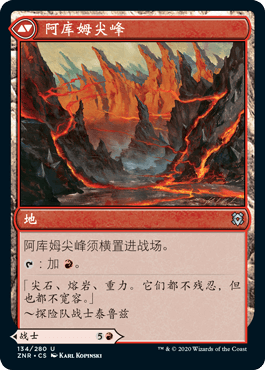 阿库姆尖峰
地
阿库姆尖峰须横置进战场。
：加。
「尖石、熔岩、重力。它们都不残忍，但
也都不宽容。」
～探险队战士泰鲁兹
战士 5
134/280 U
ZNR • CS KARL KOPINSKI
™ & © 2020 Wizards of the Coast